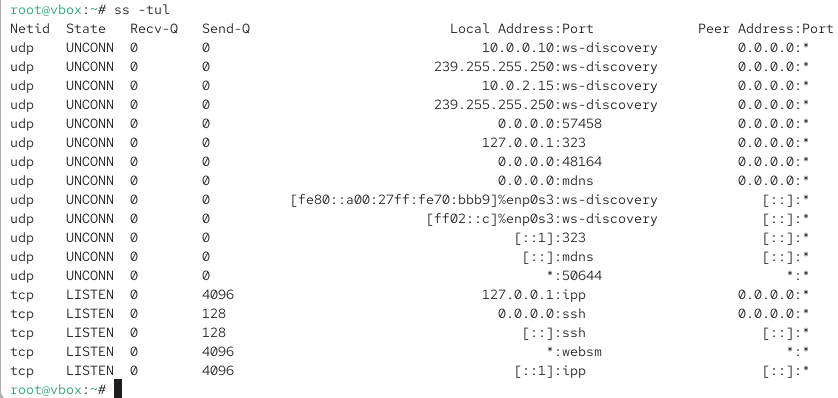 root@vbox:~# ss -tul
Netid State Recv-Q Send-Q Local Address:Port Peer Address:Port
udp UNCONN 0 0 10.0.0.10:ws-discovery 0.0.0.0:*
udp UNCONN 0 0 239.255.255.250:ws-discovery 0.0.0.0:*
udp UNCONN 0 0 10.0.2.15:ws-discovery 0.0.0.0:*
udp UNCONN 0 0 239.255.255.250:ws-discovery 0.0.0.0:*
udp UNCONN 0 0 0.0.0.0:57458 0.0.0.0:*
udp UNCONN 0 0 127.0.0.1:323 0.0.0.0:*
udp UNCONN 0 0 0.0.0.0:48164 0.0.0.0:*
udp UNCONN 0 0 0.0.0.0:mdns 0.0.0.0:*
udp UNCONN 0 0 [fe80::a00:27ff:fe70:bbb9]%enp0s3:ws-discovery [::]:*
udp UNCONN 0 0 [ff02::c]%enp0s3:ws-discovery [::]:*
udp UNCONN 0 0 [::1]:323 [::]:*
udp UNCONN 0 0 [::]:mdns [::]:*
udp UNCONN 0 0 *:50644 *:*
tcp LISTEN 0 4096 127.0.0.1:ipp 0.0.0.0:*
tcp LISTEN 0 128 0.0.0.0:ssh 0.0.0.0:*
tcp LISTEN 0 128 [::]:ssh [::]:*
tcp LISTEN 0 4096 *:websm *:*
tcp LISTEN 0 4096 [::1]:ipp [::]:*
root@vbox:~#